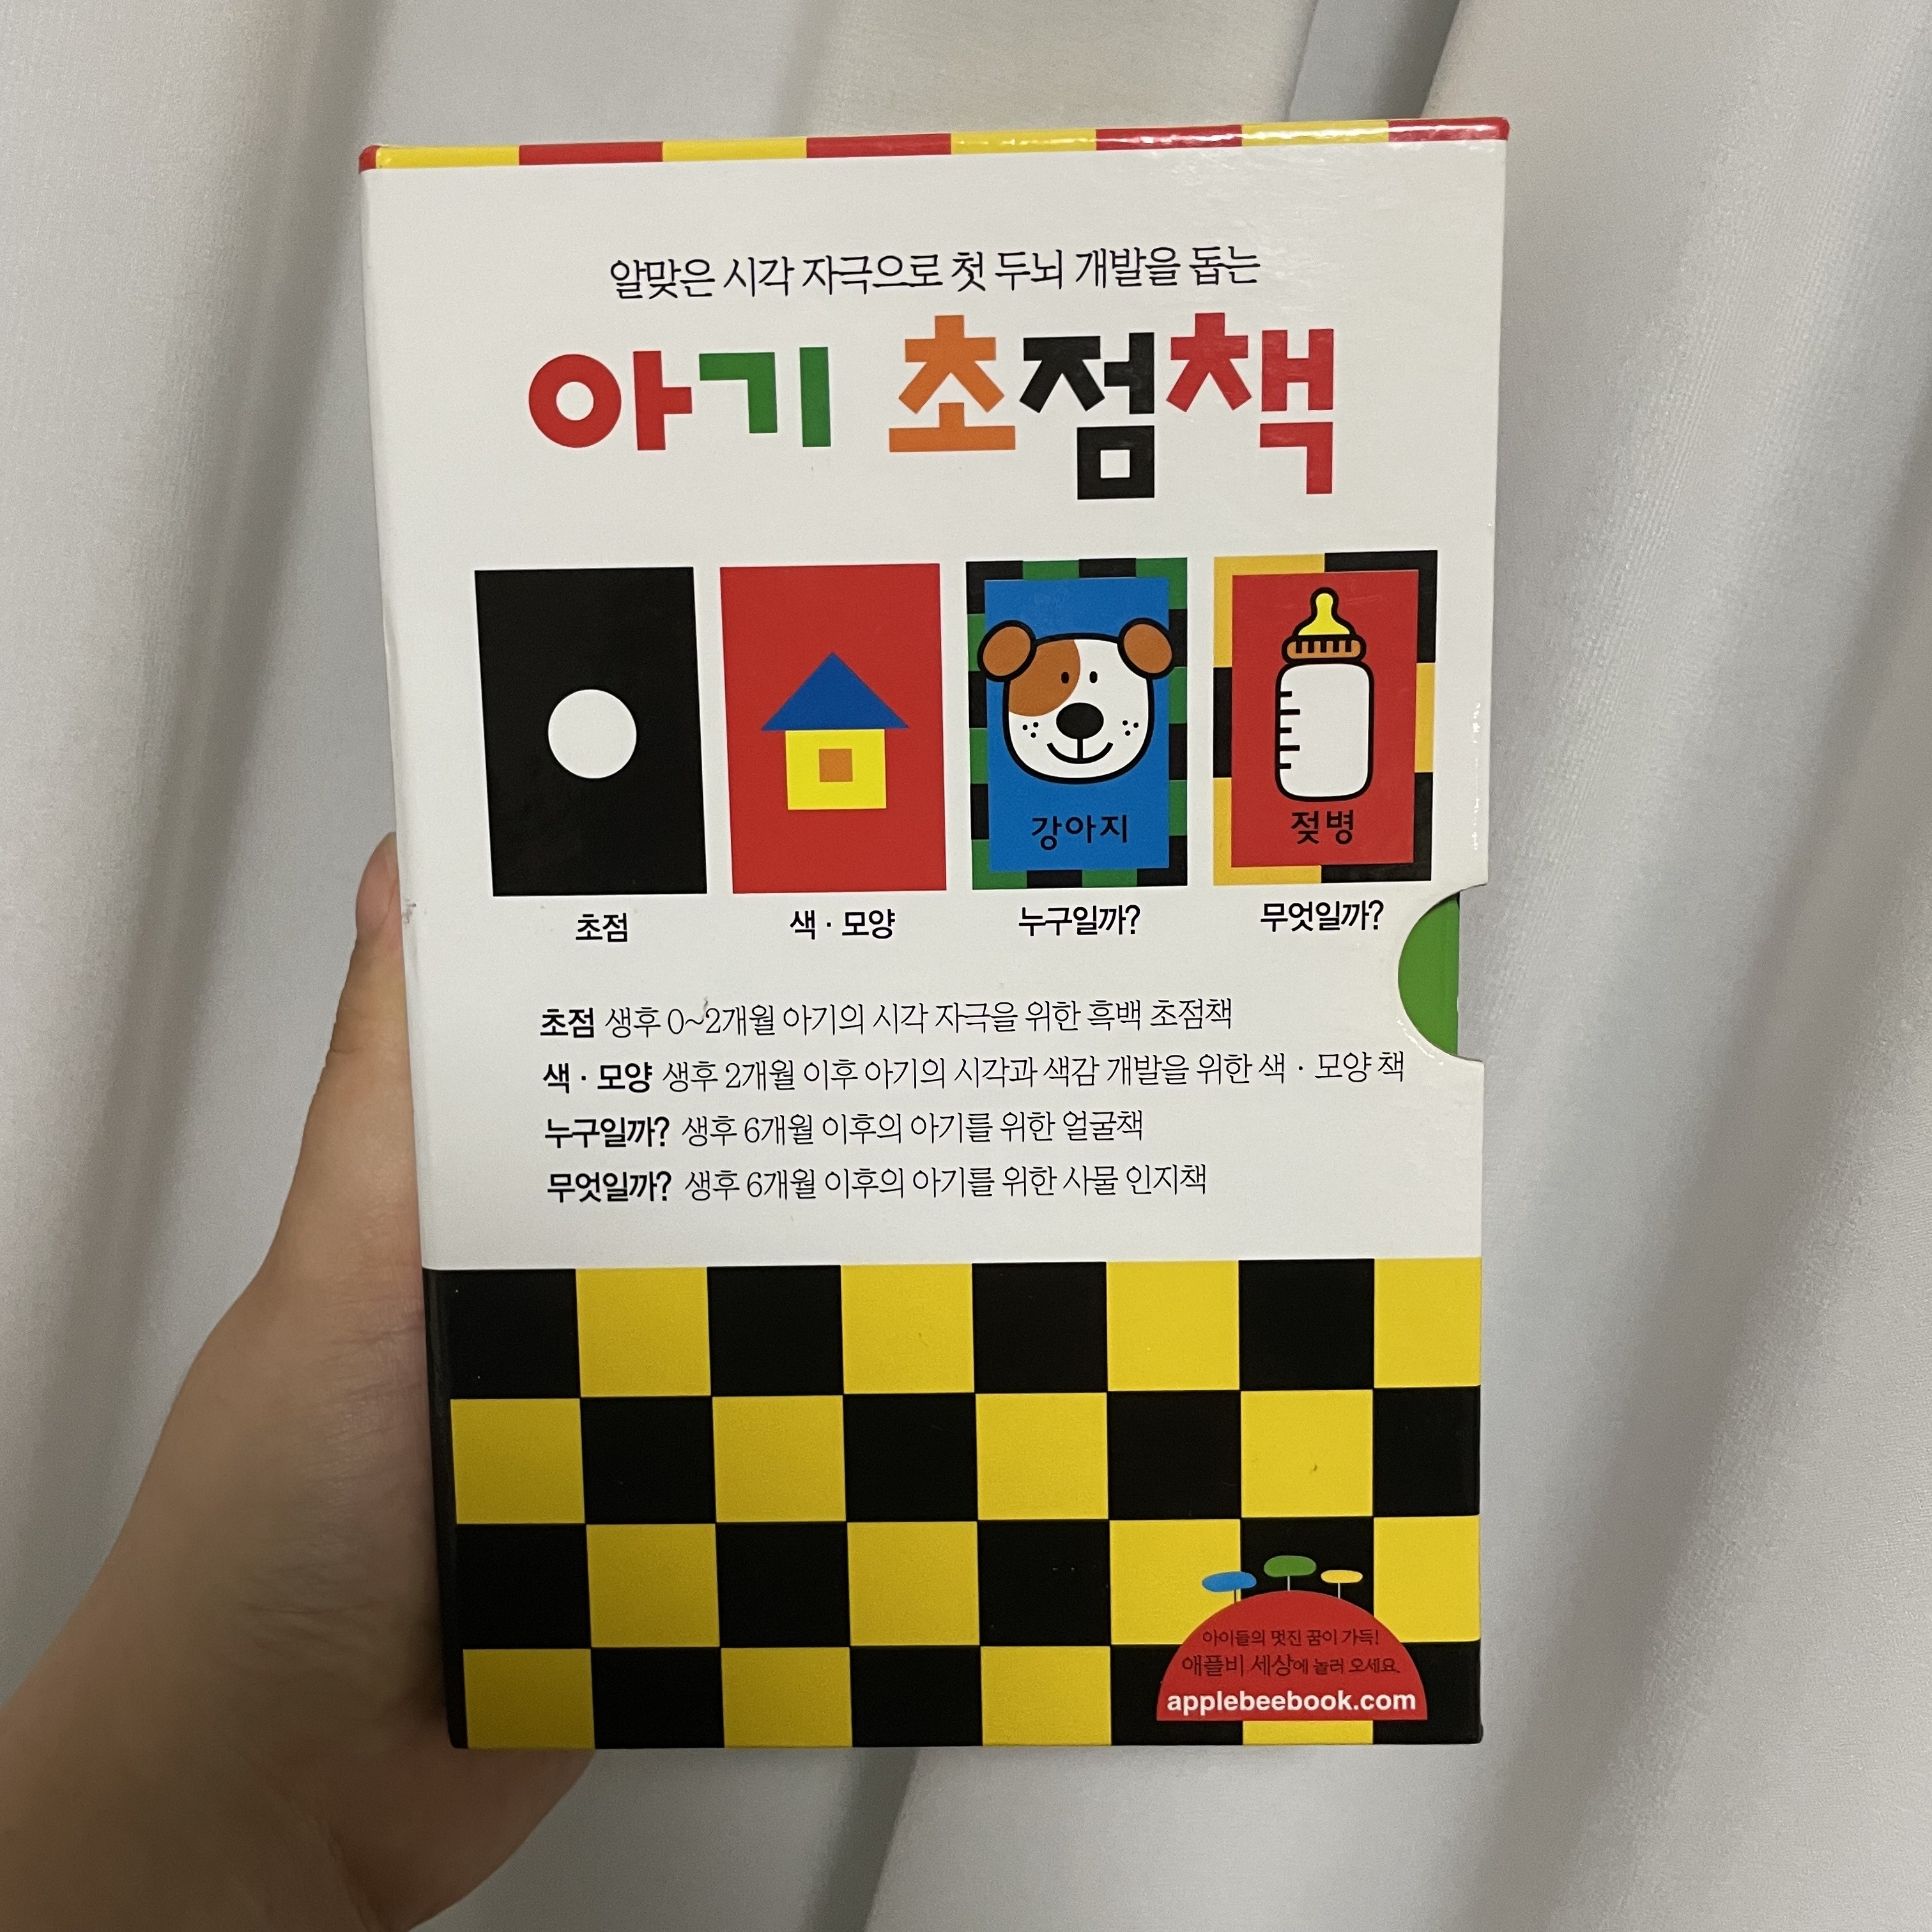 알맞은 시각 자극으로 첫 두뇌 개발을 돕는
아기 초점책
강아지
젖병
초점
색 · 모양
누구일까?
무엇일까?
초점 생후 0~2개월 아기의 시각 자극을 위한 흑백 초점책
색 · 모양 생후 2개월 이후 아기의 시각과 색감 개발을 위한 색 · 모양 책
누구일까? 생후 6개월 이후의 아기를 위한 얼굴책
무엇일까? 생후 6개월 이후의 아기를 위한 사물 인지책
아이들의 멋진 꿈이 가득!
애플비 세상에 놀러 오세요.
applebeebook.com